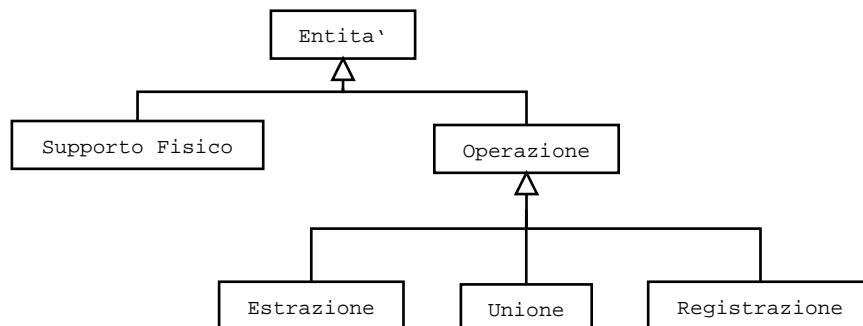 Entita‘
Supporto Fisico
Operazione
Estrazione
Unione
Registrazione